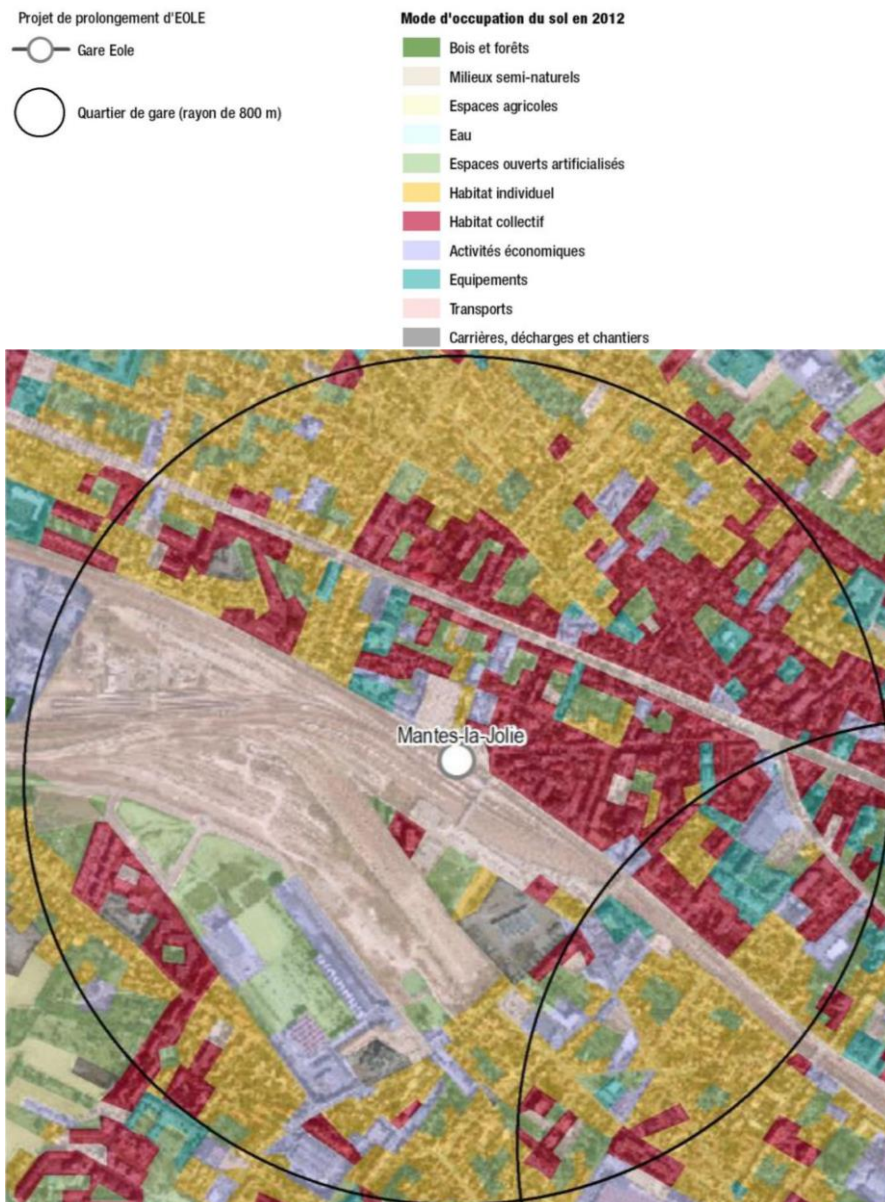 Projet de prolongement d'EOLE
Gare Eole
Quartier de gare (rayon de 800 m)
Mode d'occupation du sol en 2012
Bois et forêts
Milieux semi-naturels
Espaces agricoles
Eau
Espaces ouverts artificialisés
Habitat individuel
Habitat collectif
Activités économiques
Equipements
Transports
Carrières, décharges et chantiers
Mantes-la-Jolie